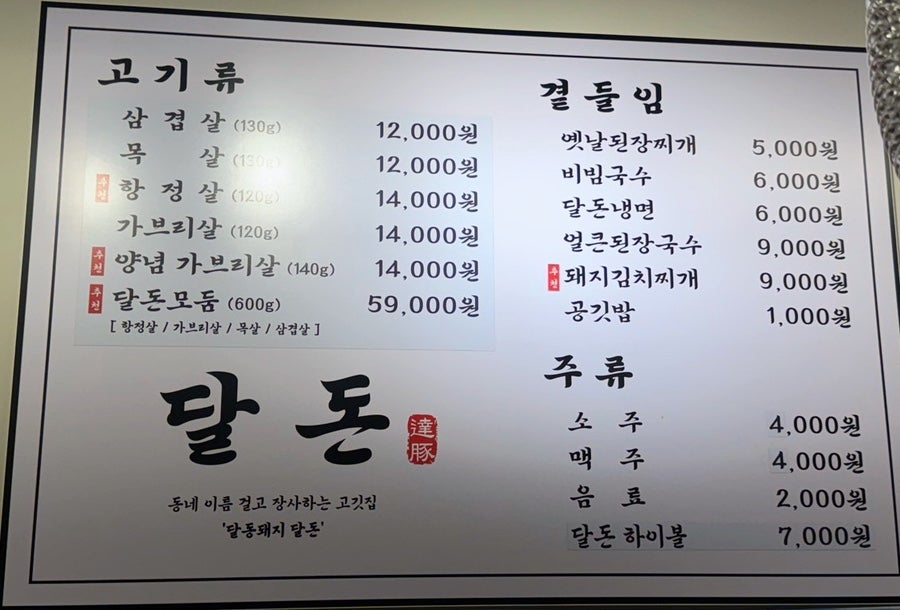 고기류
삼겹살 (130g) 12,000원
목살 (130g) 12,000원
추천 항정살 (120g) 14,000원
가브리살 (120g) 14,000원
추천 양념 가브리살 (140g) 14,000원
추천 달돈모둠 (600g) 59,000원
[ 항정살 / 가브리살 / 목살 / 삼겹살 ]
달돈
達豚
동네 이름 걸고 장사하는 고깃집
'달동돼지 달돈'
곁들임
옛날된장찌개 5,000원
비빔국수 6,000원
달돈냉면 6,000원
얼큰된장국수 9,000원
추천 돼지김치찌개 9,000원
공깃밥 1,000원
주류
소주 4,000원
맥주 4,000원
음료 2,000원
달돈 하이볼 7,000원